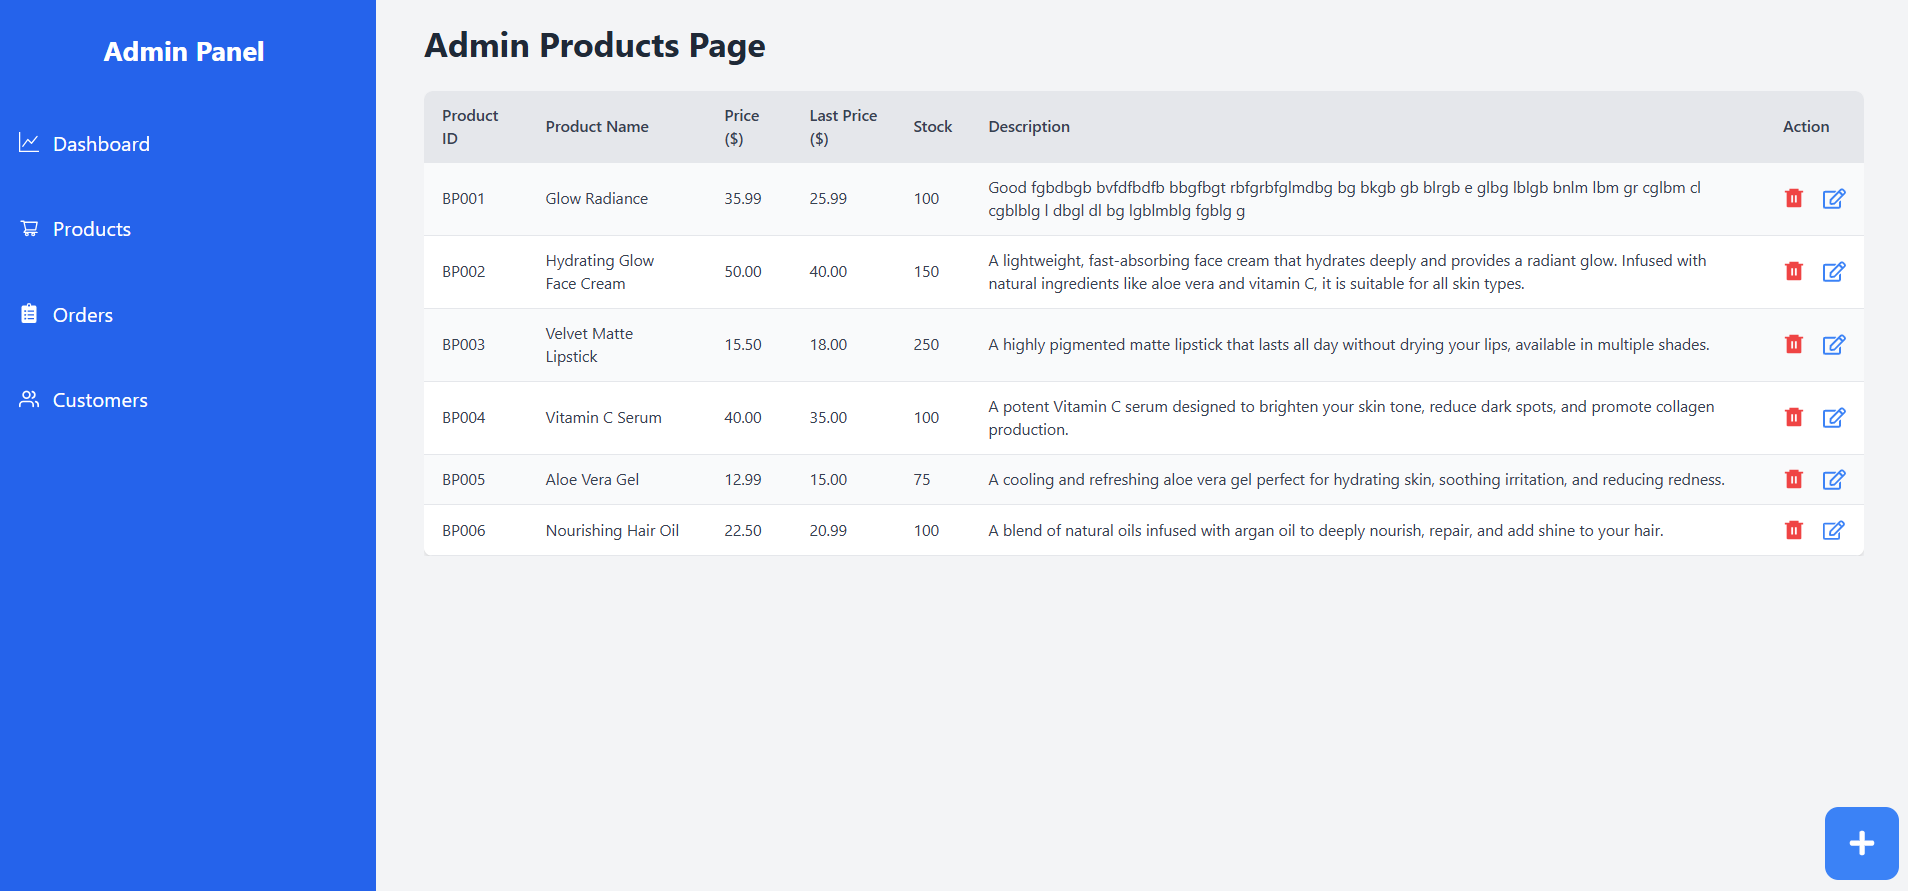 Admin Panel
Dashboard
Products
Orders
Customers
Admin Products Page
Product
ID
Product Name
Price
($)
Last Price
($)
Stock
Description
Action
BP001
Glow Radiance
35.99
25.99
100
Good fgbdbgb bvfdfbdfb bbgfbgt rbfgrbfglmdbg bg bkgb gb blrgb e glbg lblgb bnlm lbm gr cglbm cl
cgblblg l dbgl dl bg lgblmblg fgblg g
BP002
Hydrating Glow
Face Cream
50.00
40.00
150
A lightweight, fast-absorbing face cream that hydrates deeply and provides a radiant glow. Infused with
natural ingredients like aloe vera and vitamin C, it is suitable for all skin types.
BP003
Velvet Matte
Lipstick
15.50
18.00
250
A highly pigmented matte lipstick that lasts all day without drying your lips, available in multiple shades.
BP004
Vitamin C Serum
40.00
35.00
100
A potent Vitamin C serum designed to brighten your skin tone, reduce dark spots, and promote collagen
production.
BP005
Aloe Vera Gel
12.99
15.00
75
A cooling and refreshing aloe vera gel perfect for hydrating skin, soothing irritation, and reducing redness.
BP006
Nourishing Hair Oil
22.50
20.99
100
A blend of natural oils infused with argan oil to deeply nourish, repair, and add shine to your hair.